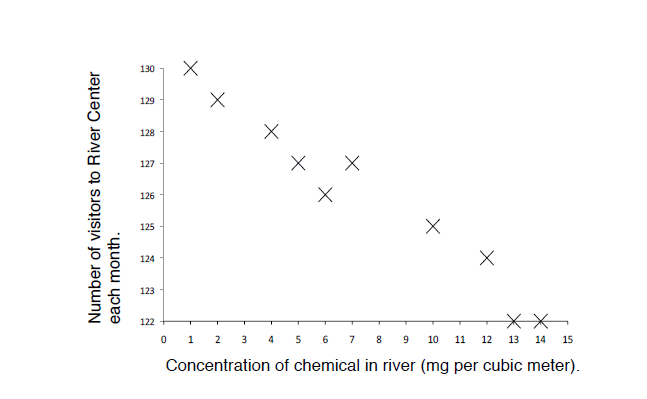 Number of visitors to River Center
each month.
130
129
128
127
126
125
124
123
122
0 1 2 3 4 5 6 7 8 9 10 11 12 13 14 15
Concentration of chemical in river (mg per cubic meter).